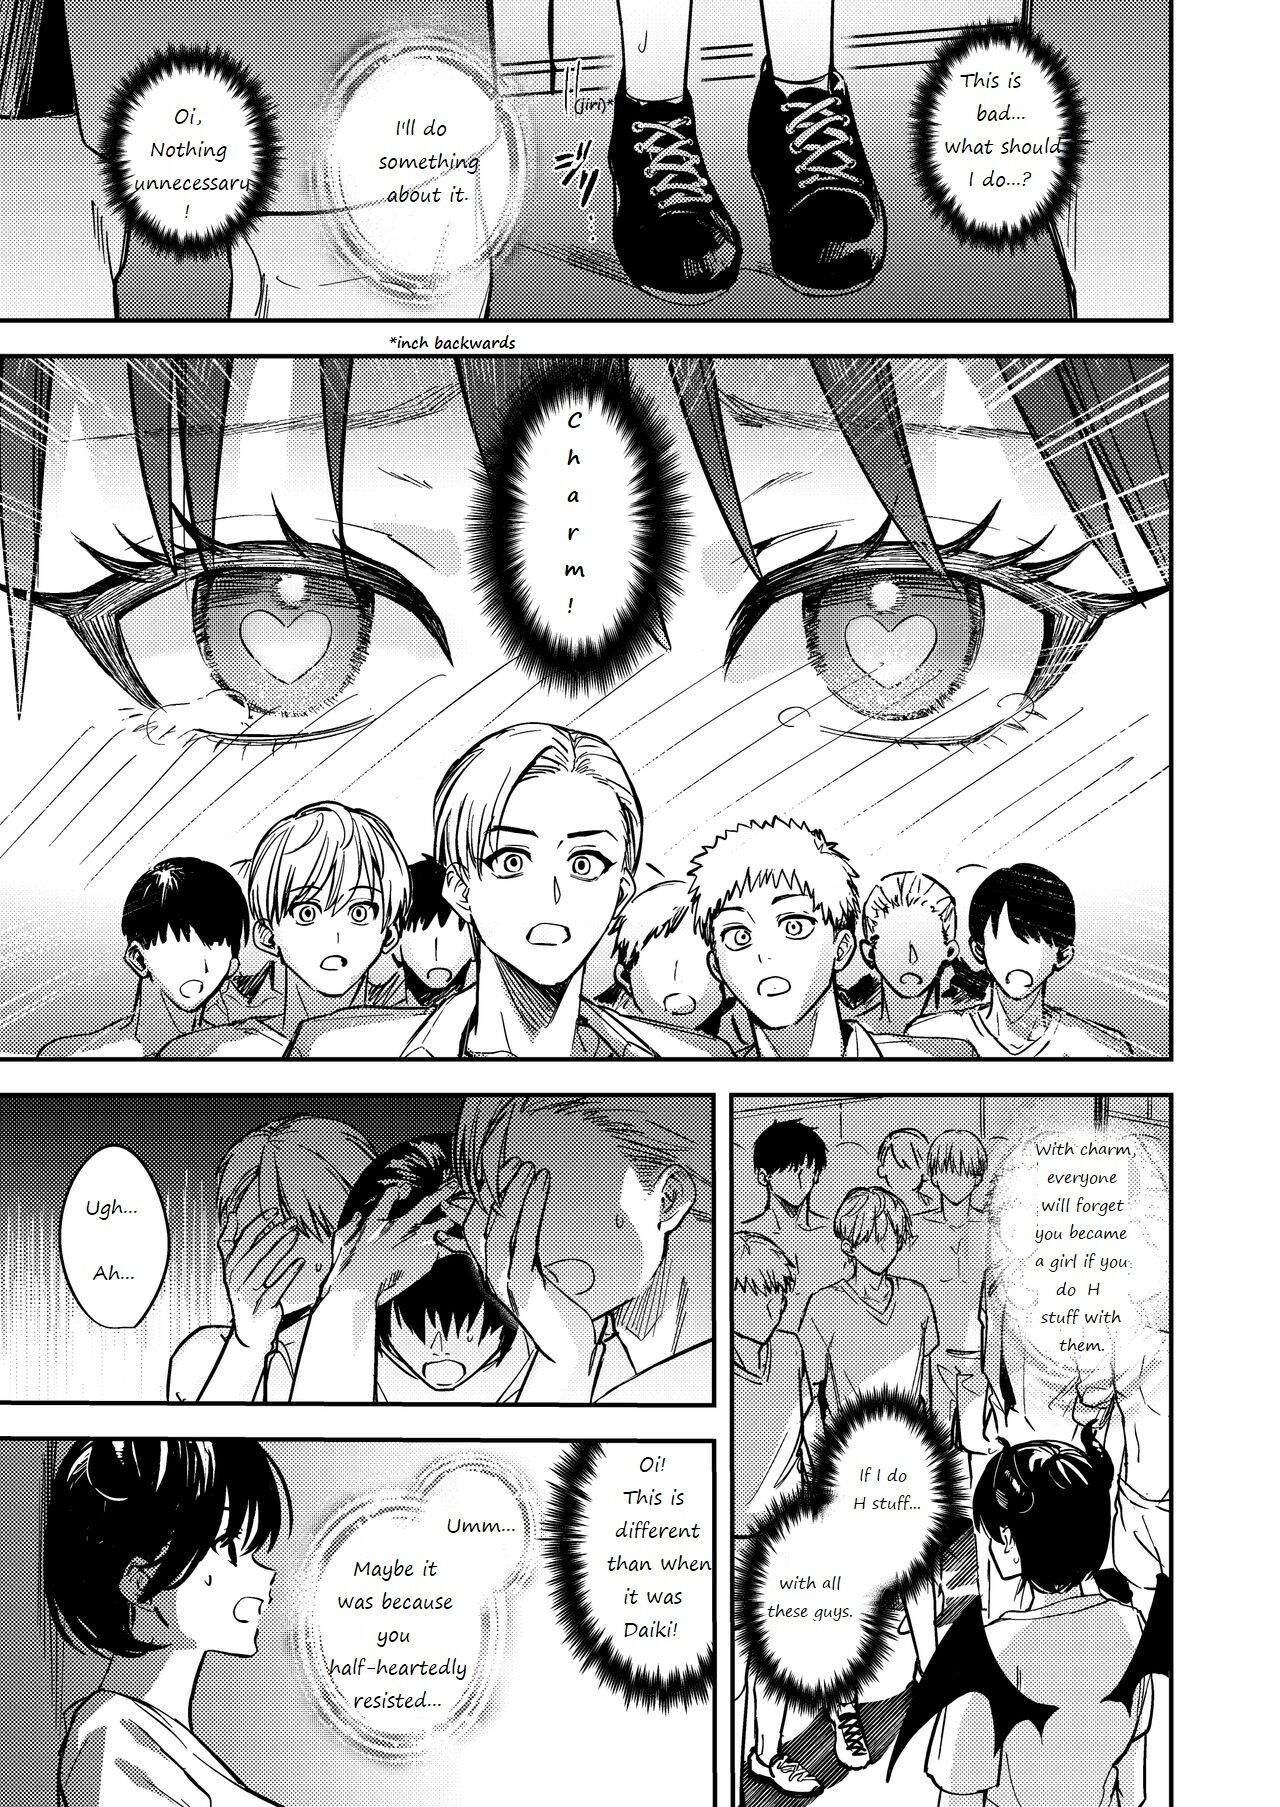 This is
bad...
what should
I do...?
(jiri)*
I'll do
something
about it.
Oi,
Nothing
unnecessary
!
*inch backwards
C
h
a
r
m
!
With charm,
everyone
will forget
you became
a girl if you
do H
stuff with
them.
If I do
H stuff...
with all
these guys.
Ugh...
Ah...
Oi!
This is
different
than when
it was
Daiki!
Umm...
Maybe it
was because
you
half-heartedly
resisted...